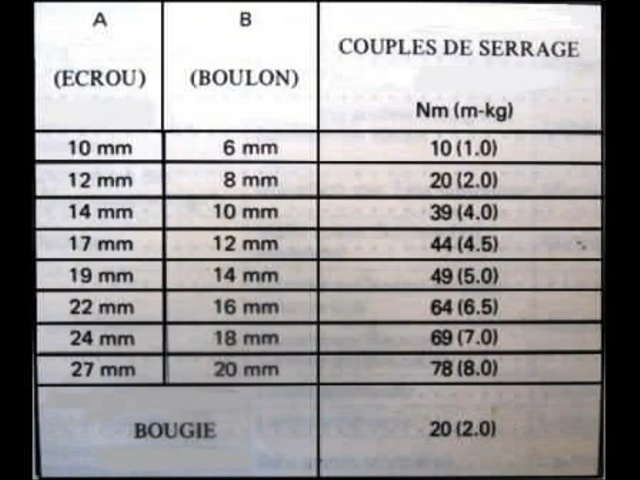 A B
COUPLES DE SERRAGE
(ECROU) (BOULON)
Nm (m-kg)
10 mm 6 mm 10 (1.0)
12 mm 8 mm 20 (2.0)
14 mm 10 mm 39 (4.0)
17 mm 12 mm 44 (4.5)
19 mm 14 mm 49 (5.0)
22 mm 16 mm 64 (6.5)
24 mm 18 mm 69 (7.0)
27 mm 20 mm 78 (8.0)
BOUGIE 20 (2.0)